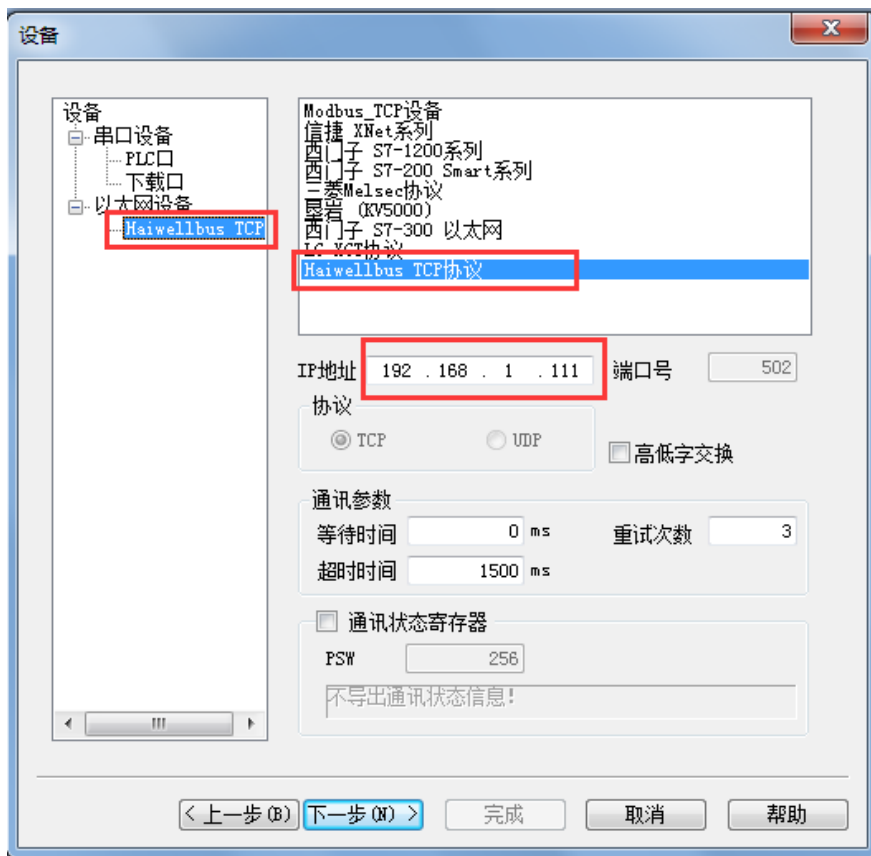 设备
设备
串口设备
PLC口
下载口
以太网设备
Haiwellbus TCP
Modbus_TCP设备
信捷 XNet系列
西门子 S7-1200系列
西门子 S7-200 Smart系列
三菱Melsec协议
基岩 (KV5000)
西门子 S7-300 以太网
LC XCT协议
Haiwellbus TCP协议
IP地址 192 . 168 . 1 . 111 端口号 502
协议
TCP UDP 高低字交换
通讯参数
等待时间 0 ms 重试次数 3
超时时间 1500 ms
通讯状态寄存器
PSW 256
不导出通讯状态信息!
< 上一步(B) 下一步(N) > 完成 取消 帮助